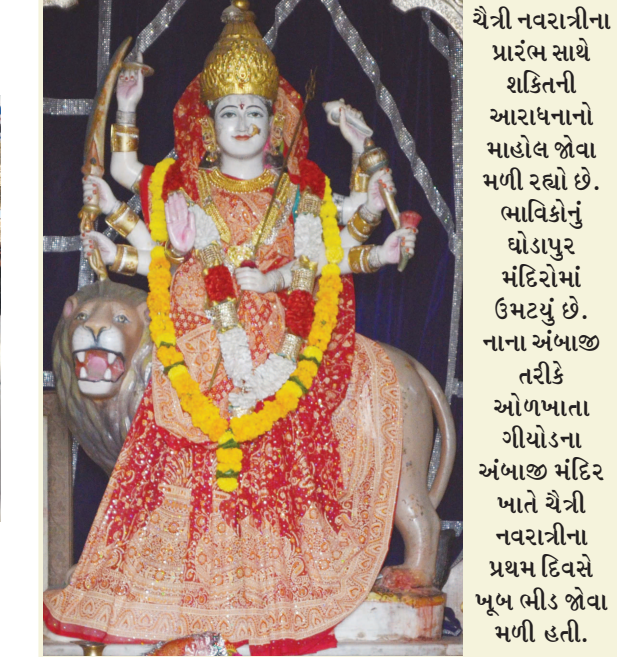 ચૈત્રી નવરાત્રીના
પ્રારંભ સાથે
શકિતની
આરાધનાનો
માહોલ જોવા
મળી રહ્યો છે.
ભાવિકોનું
ઘોડાપુર
મંદિરોમાં
ઉમટયું છે.
નાના અંબાજી
તરીકે
ઓળખાતા
ગીયોડના
અંબાજી મંદિર
ખાતે ચૈત્રી
નવરાત્રીના
પ્રથમ દિવસે
ખૂબ ભીડ જોવા
મળી હતી.